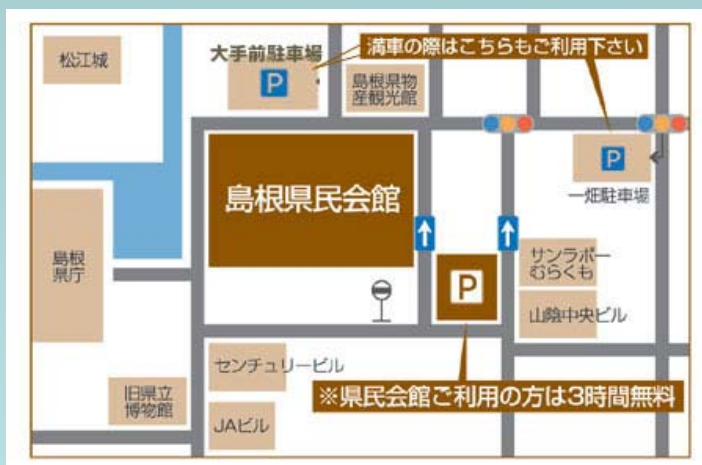 松江城
大手前駐車場
P
満車の際はこちらもご利用下さい
島根県物
産観光館
P
一畑駐車場
島根県民会館
島根
県庁
P
サンラポー
むらくも
山陰中央ビル
センチュリービル
※県民会館ご利用の方は3時間無料
旧県立
博物館
JAビル